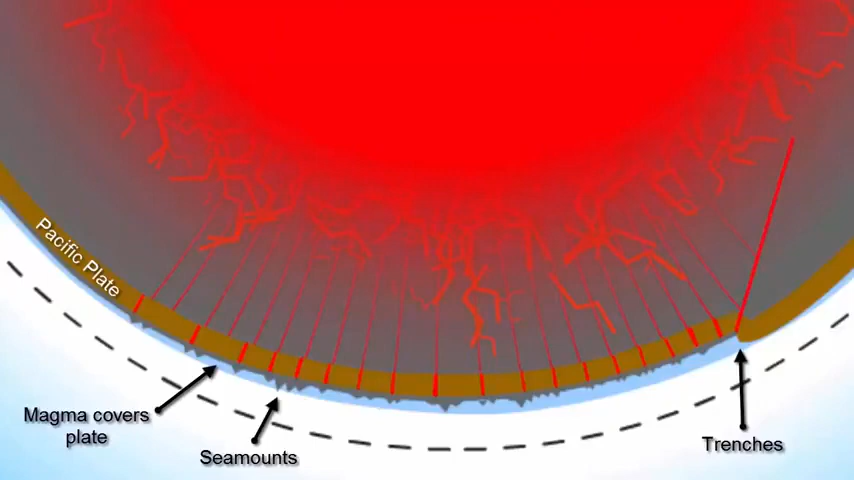 Pacific Plate
Magma covers
plate
Seamounts
Trenches